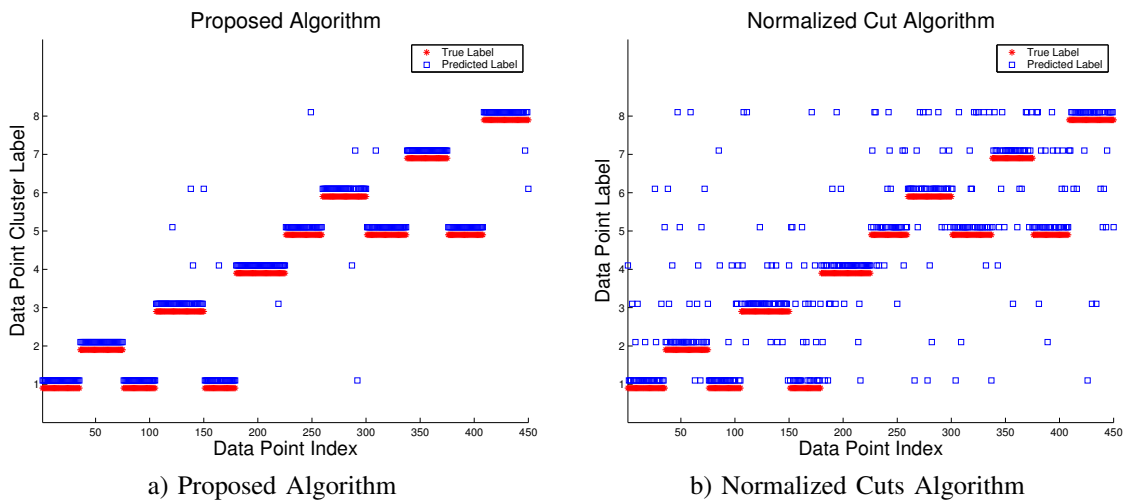 Proposed Algorithm
True Label
Predicted Label
Data Point Cluster Label
8
7
6
5
4
3
2
1
50 100 150 200 250 300 350 400 450
Data Point Index
a) Proposed Algorithm
Normalized Cut Algorithm
True Label
Predicted Label
Data Point Label
8
7
6
5
4
3
2
1
50 100 150 200 250 300 350 400 450
Data Point Index
b) Normalized Cuts Algorithm